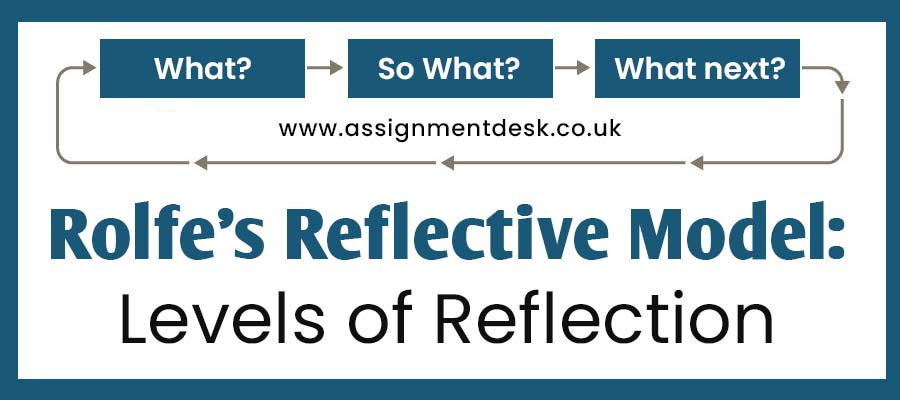 What? So What? What next?
www.assignmentdesk.co.uk
Rolfe’s Reflective Model:
Levels of Reflection